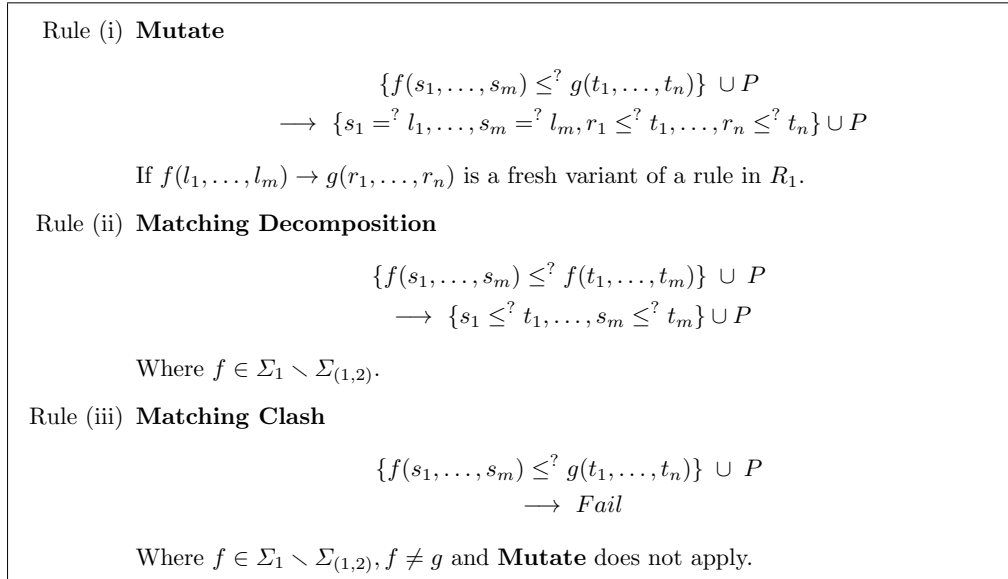 Rule (i) Mutate
{f(s₁, . . . , sₘ) ≤? g(t₁, . . . , tₙ)} ∪ P
⟶ {s₁ =? l₁, . . . , sₘ =? lₘ, r₁ ≤? t₁, . . . , rₙ ≤? tₙ} ∪ P
If f(l₁, . . . , lₘ) → g(r₁, . . . , rₙ) is a fresh variant of a rule in R₁.
Rule (ii) Matching Decomposition
{f(s₁, . . . , sₘ) ≤? f(t₁, . . . , tₘ)} ∪ P
⟶ {s₁ ≤? t₁, . . . , sₘ ≤? tₘ} ∪ P
Where f ∈ Σ₁ ∖ Σ₍₁,₂₎.
Rule (iii) Matching Clash
{f(s₁, . . . , sₘ) ≤? g(t₁, . . . , tₙ)} ∪ P
⟶ Fail
Where f ∈ Σ₁ ∖ Σ₍₁,₂₎, f ≠ g and Mutate does not apply.